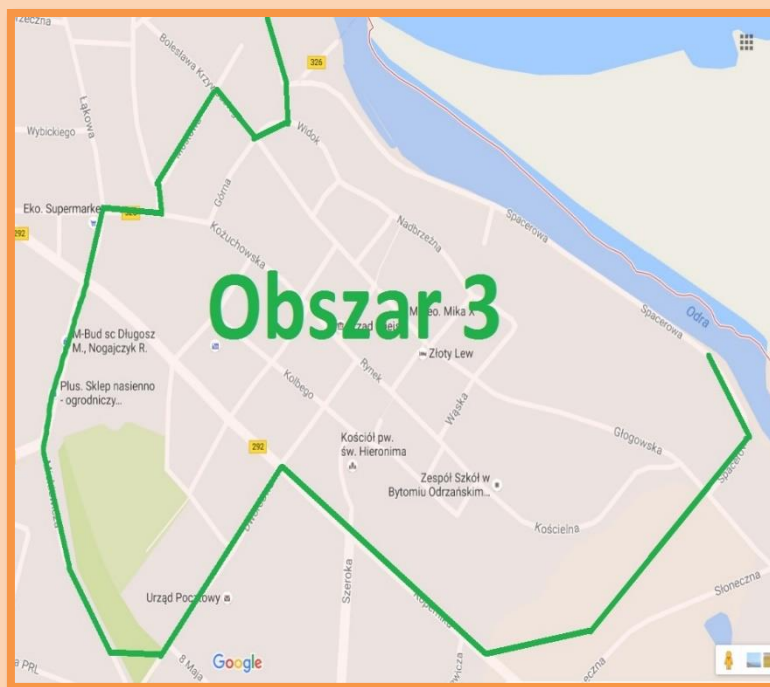 Bolesława
326
Łąkowa
Wybickiego
Widok
Górna
Eko. Supermarke
292
Kożuchowska
Nadbrzeżna
Spacerowa
Obszar 3
Spacerowa
Odra
M-Bud sc Długosz
M., Nogajczyk R.
Złoty Lew
Rynek
Plus. Sklep nasienno
- ogrodniczy...
Kolbego
Wąska
Głogowska
292
Kościół pw.
św. Hieronima
Zespół Szkół w
Bytomiu Odrzańskim...
Kościelna
Szeroka
Słoneczna
Urząd Pocztowy
8 Maja
Google
PRL